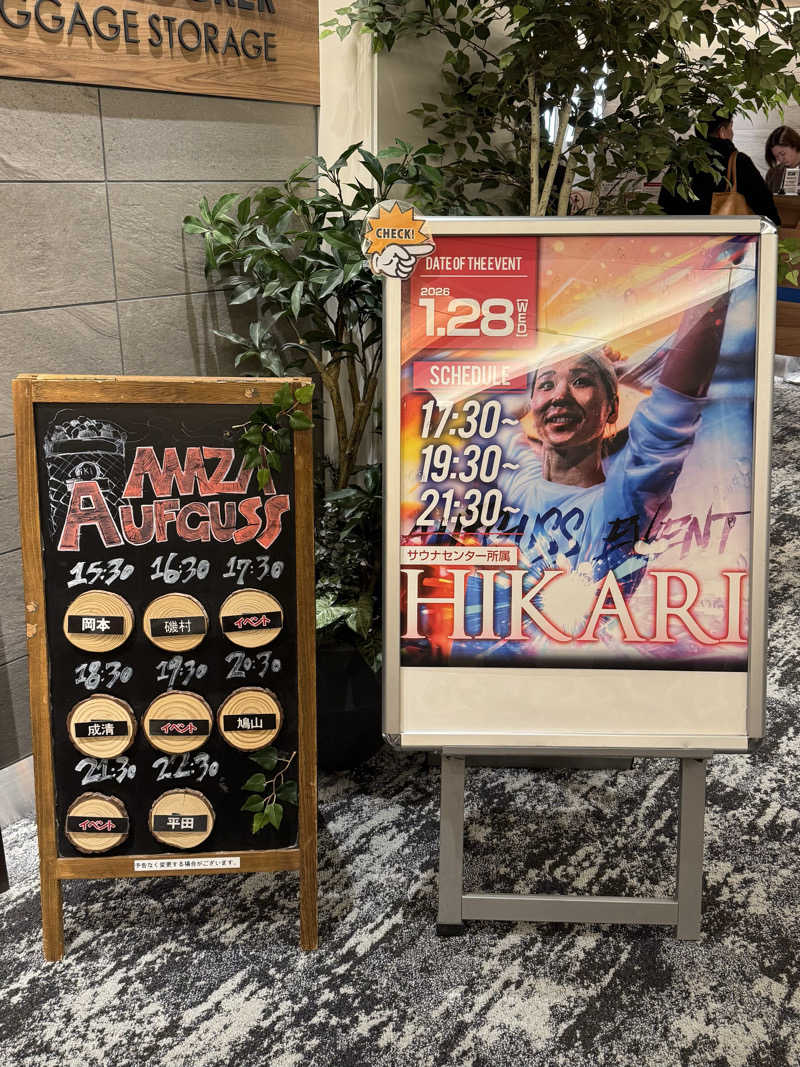 GGAGE STORAGE
MZA
AUFGUSS
15:30 16:30 17:30
岡本 磯村 イベント
18:30 19:30 20:30
成清 イベント 鳩山
21:30 22:30
イベント 平田
予告なく変更する場合がございます。
CHECK!
DATE OF THE EVENT
2026
1.28 [WED]
SCHEDULE
17:30~
19:30~
21:30~
AUFGUSS EVENT
サウナセンター所属
HIKARI